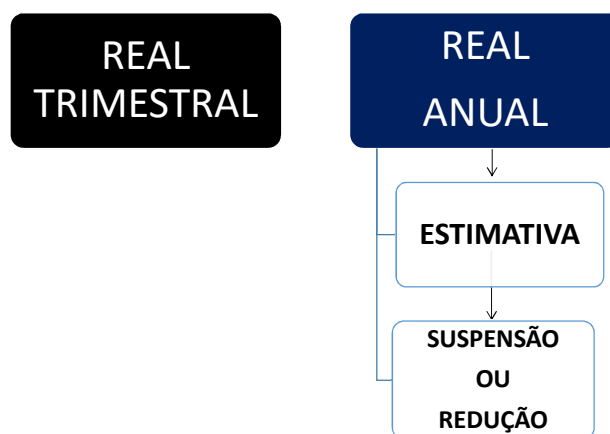 REAL
TRIMESTRAL
REAL
ANUAL
ESTIMATIVA
SUSPENSÃO
OU
REDUÇÃO